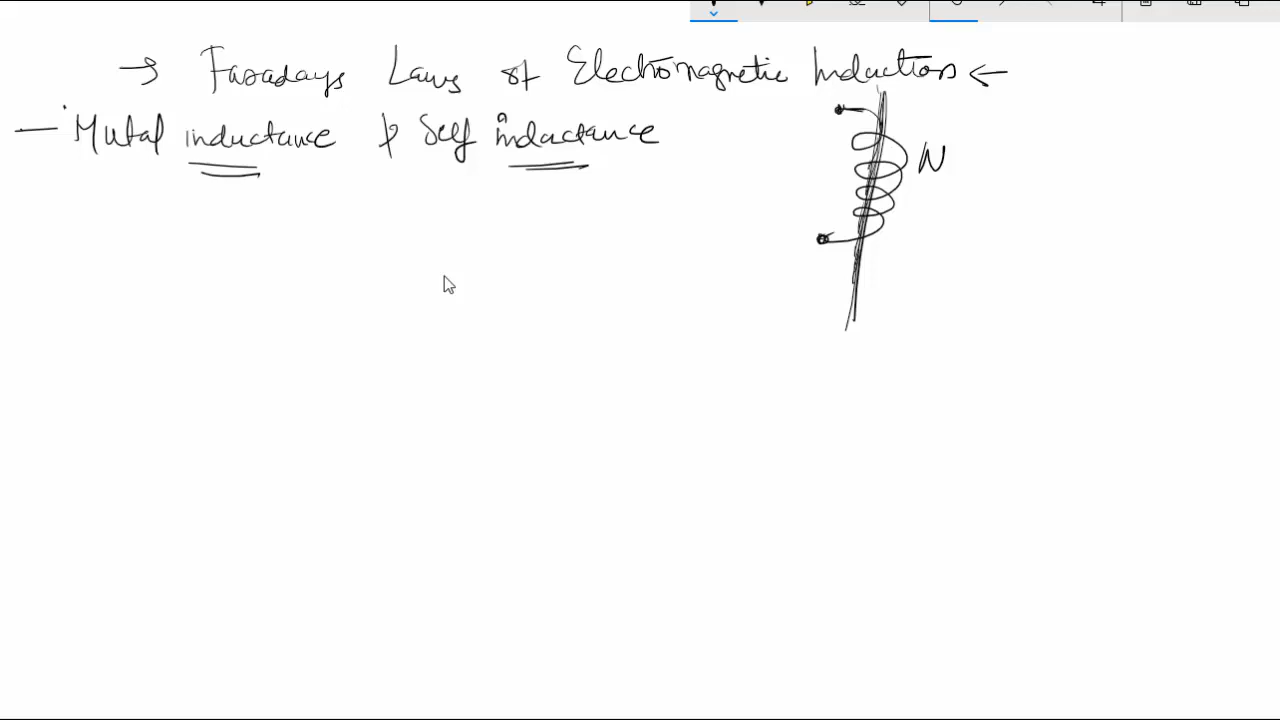 → Faradays Laws of Electromagnetic Induction ←
— Mutal inductance & Self inductance
N